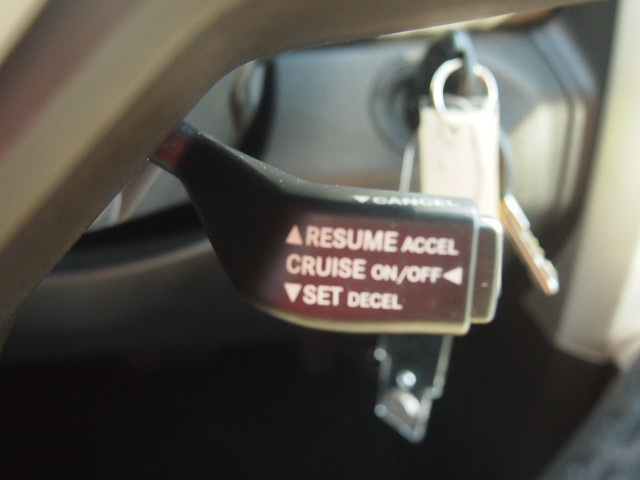 ▼CANCEL
▲RESUME ACCEL
CRUISE ON/OFF◀
▼SET DECEL